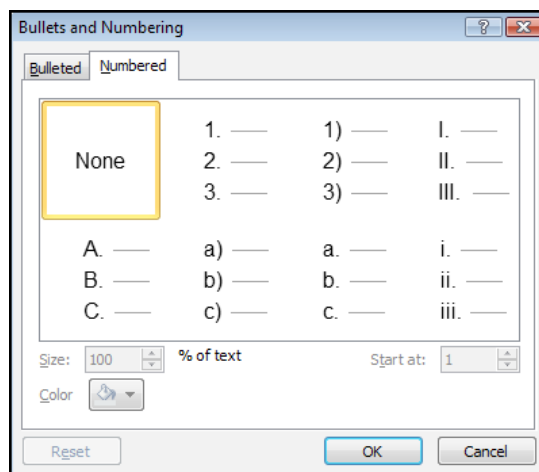 Bullets and Numbering
Bulleted Numbered
None
1.
2.
3.
1)
2)
3)
I.
II.
III.
A.
B.
C.
a)
b)
c)
a.
b.
c.
i.
ii.
iii.
Size: 100 % of text Start at: 1
Color
Reset OK Cancel